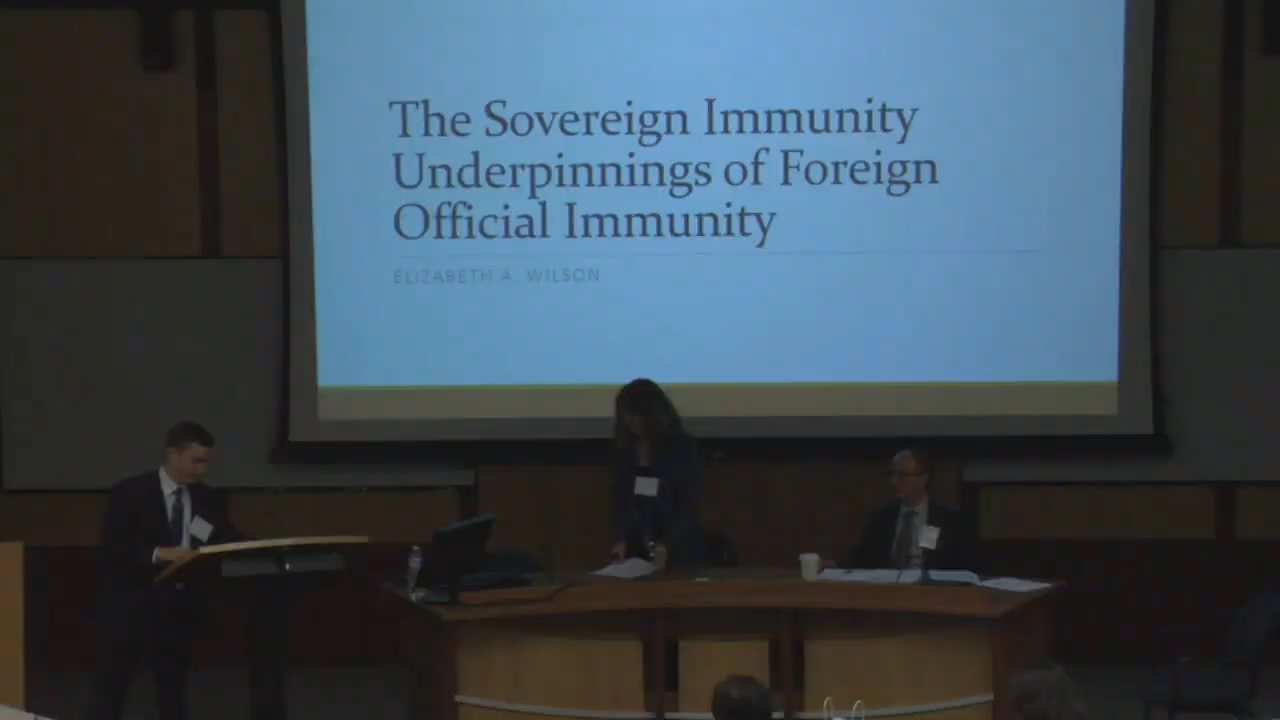 The Sovereign Immunity
Underpinnings of Foreign
Official Immunity
ELIZABETH A. WILSON